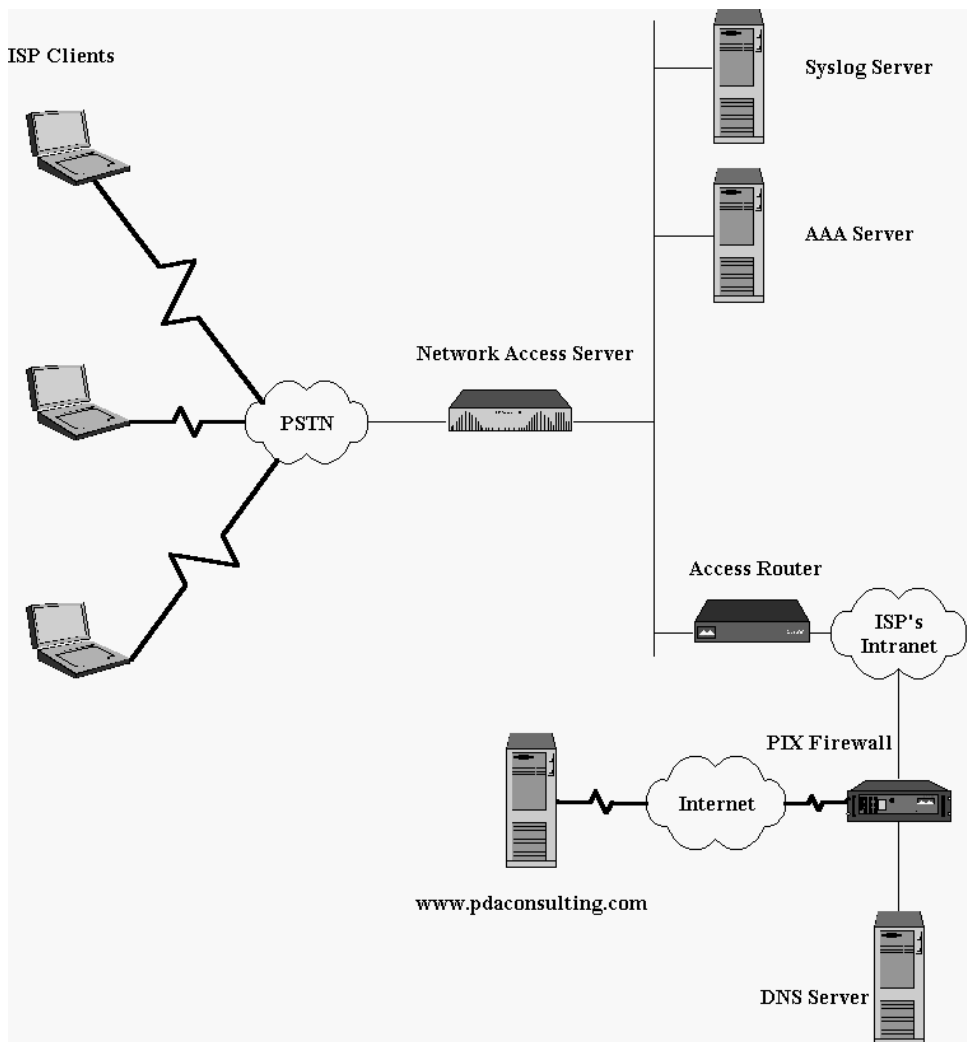 ISP Clients
Syslog Server
AAA Server
Network Access Server
PSTN
Access Router
ISP's
Intranet
PIX Firewall
Internet
www.pdaconsulting.com
DNS Server